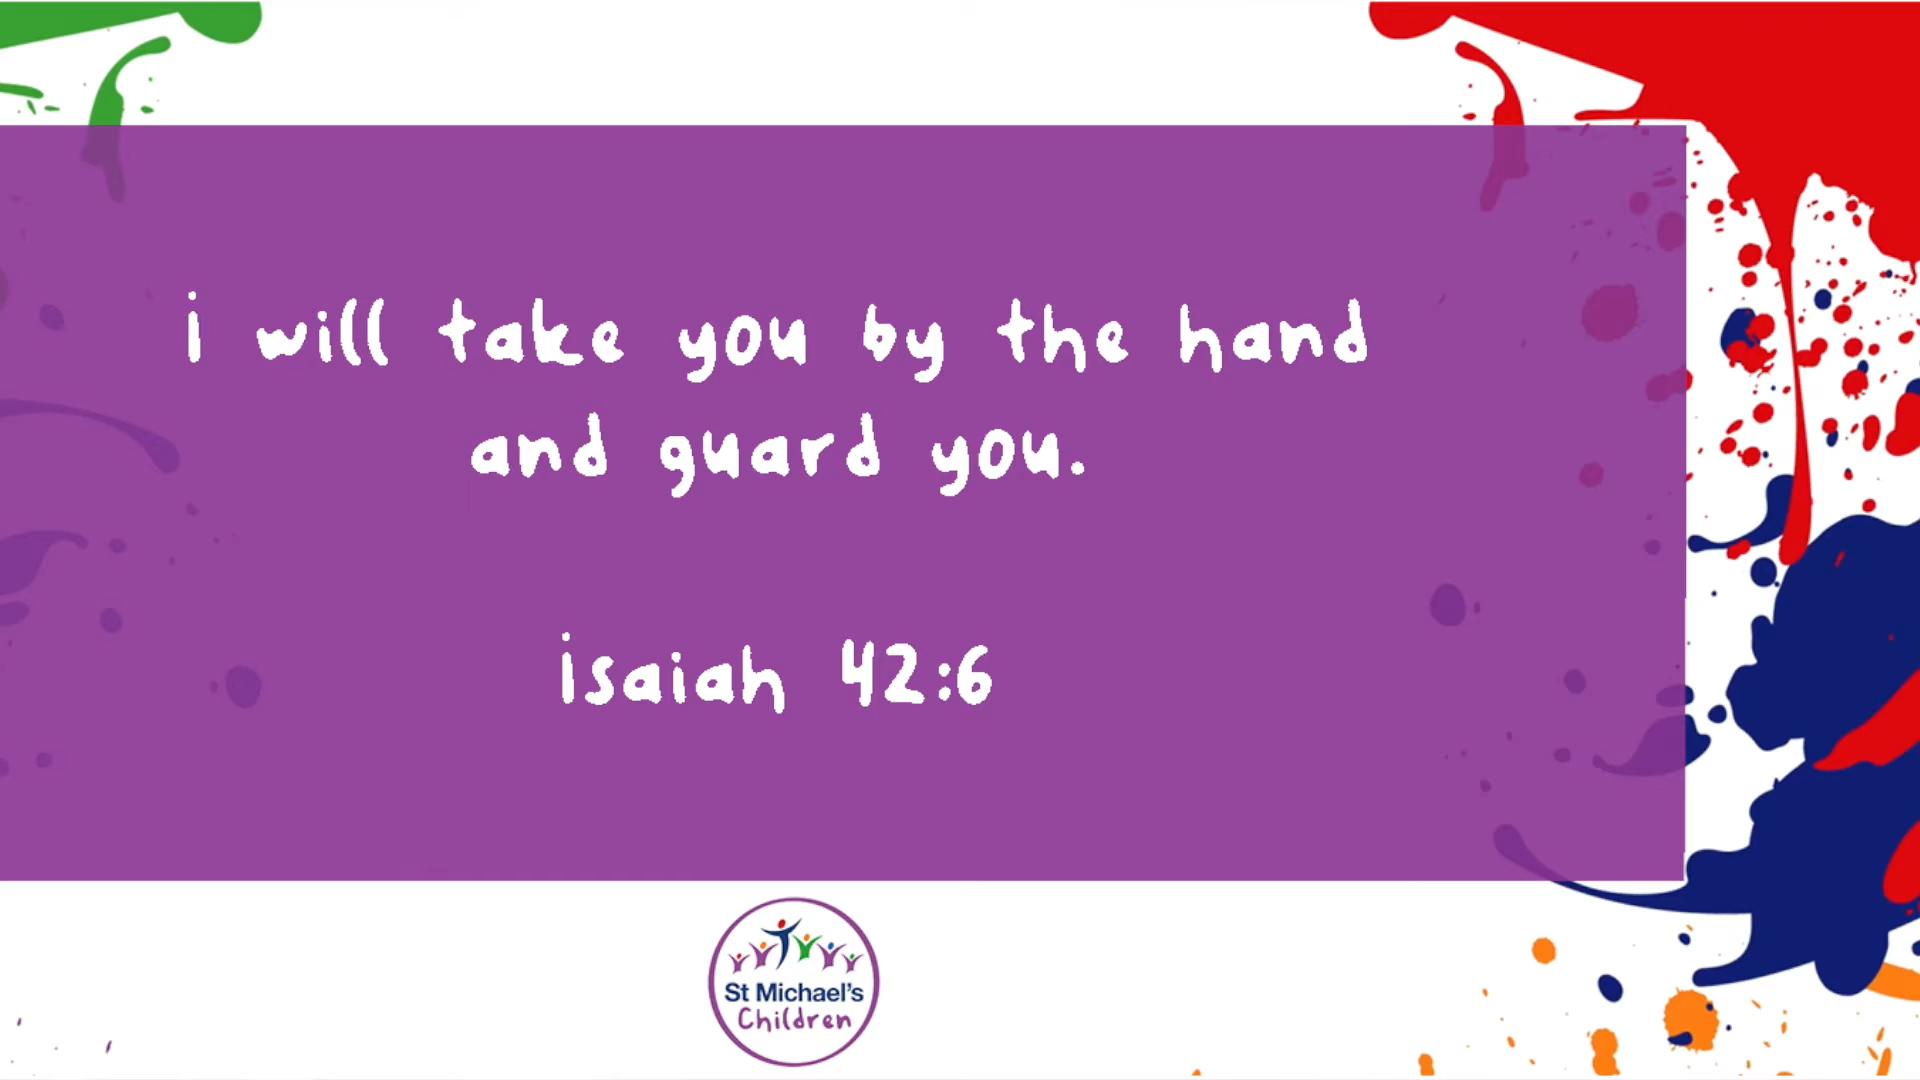 i will take you by the hand
and guard you.
isaiah 42:6
St Michael's
Children